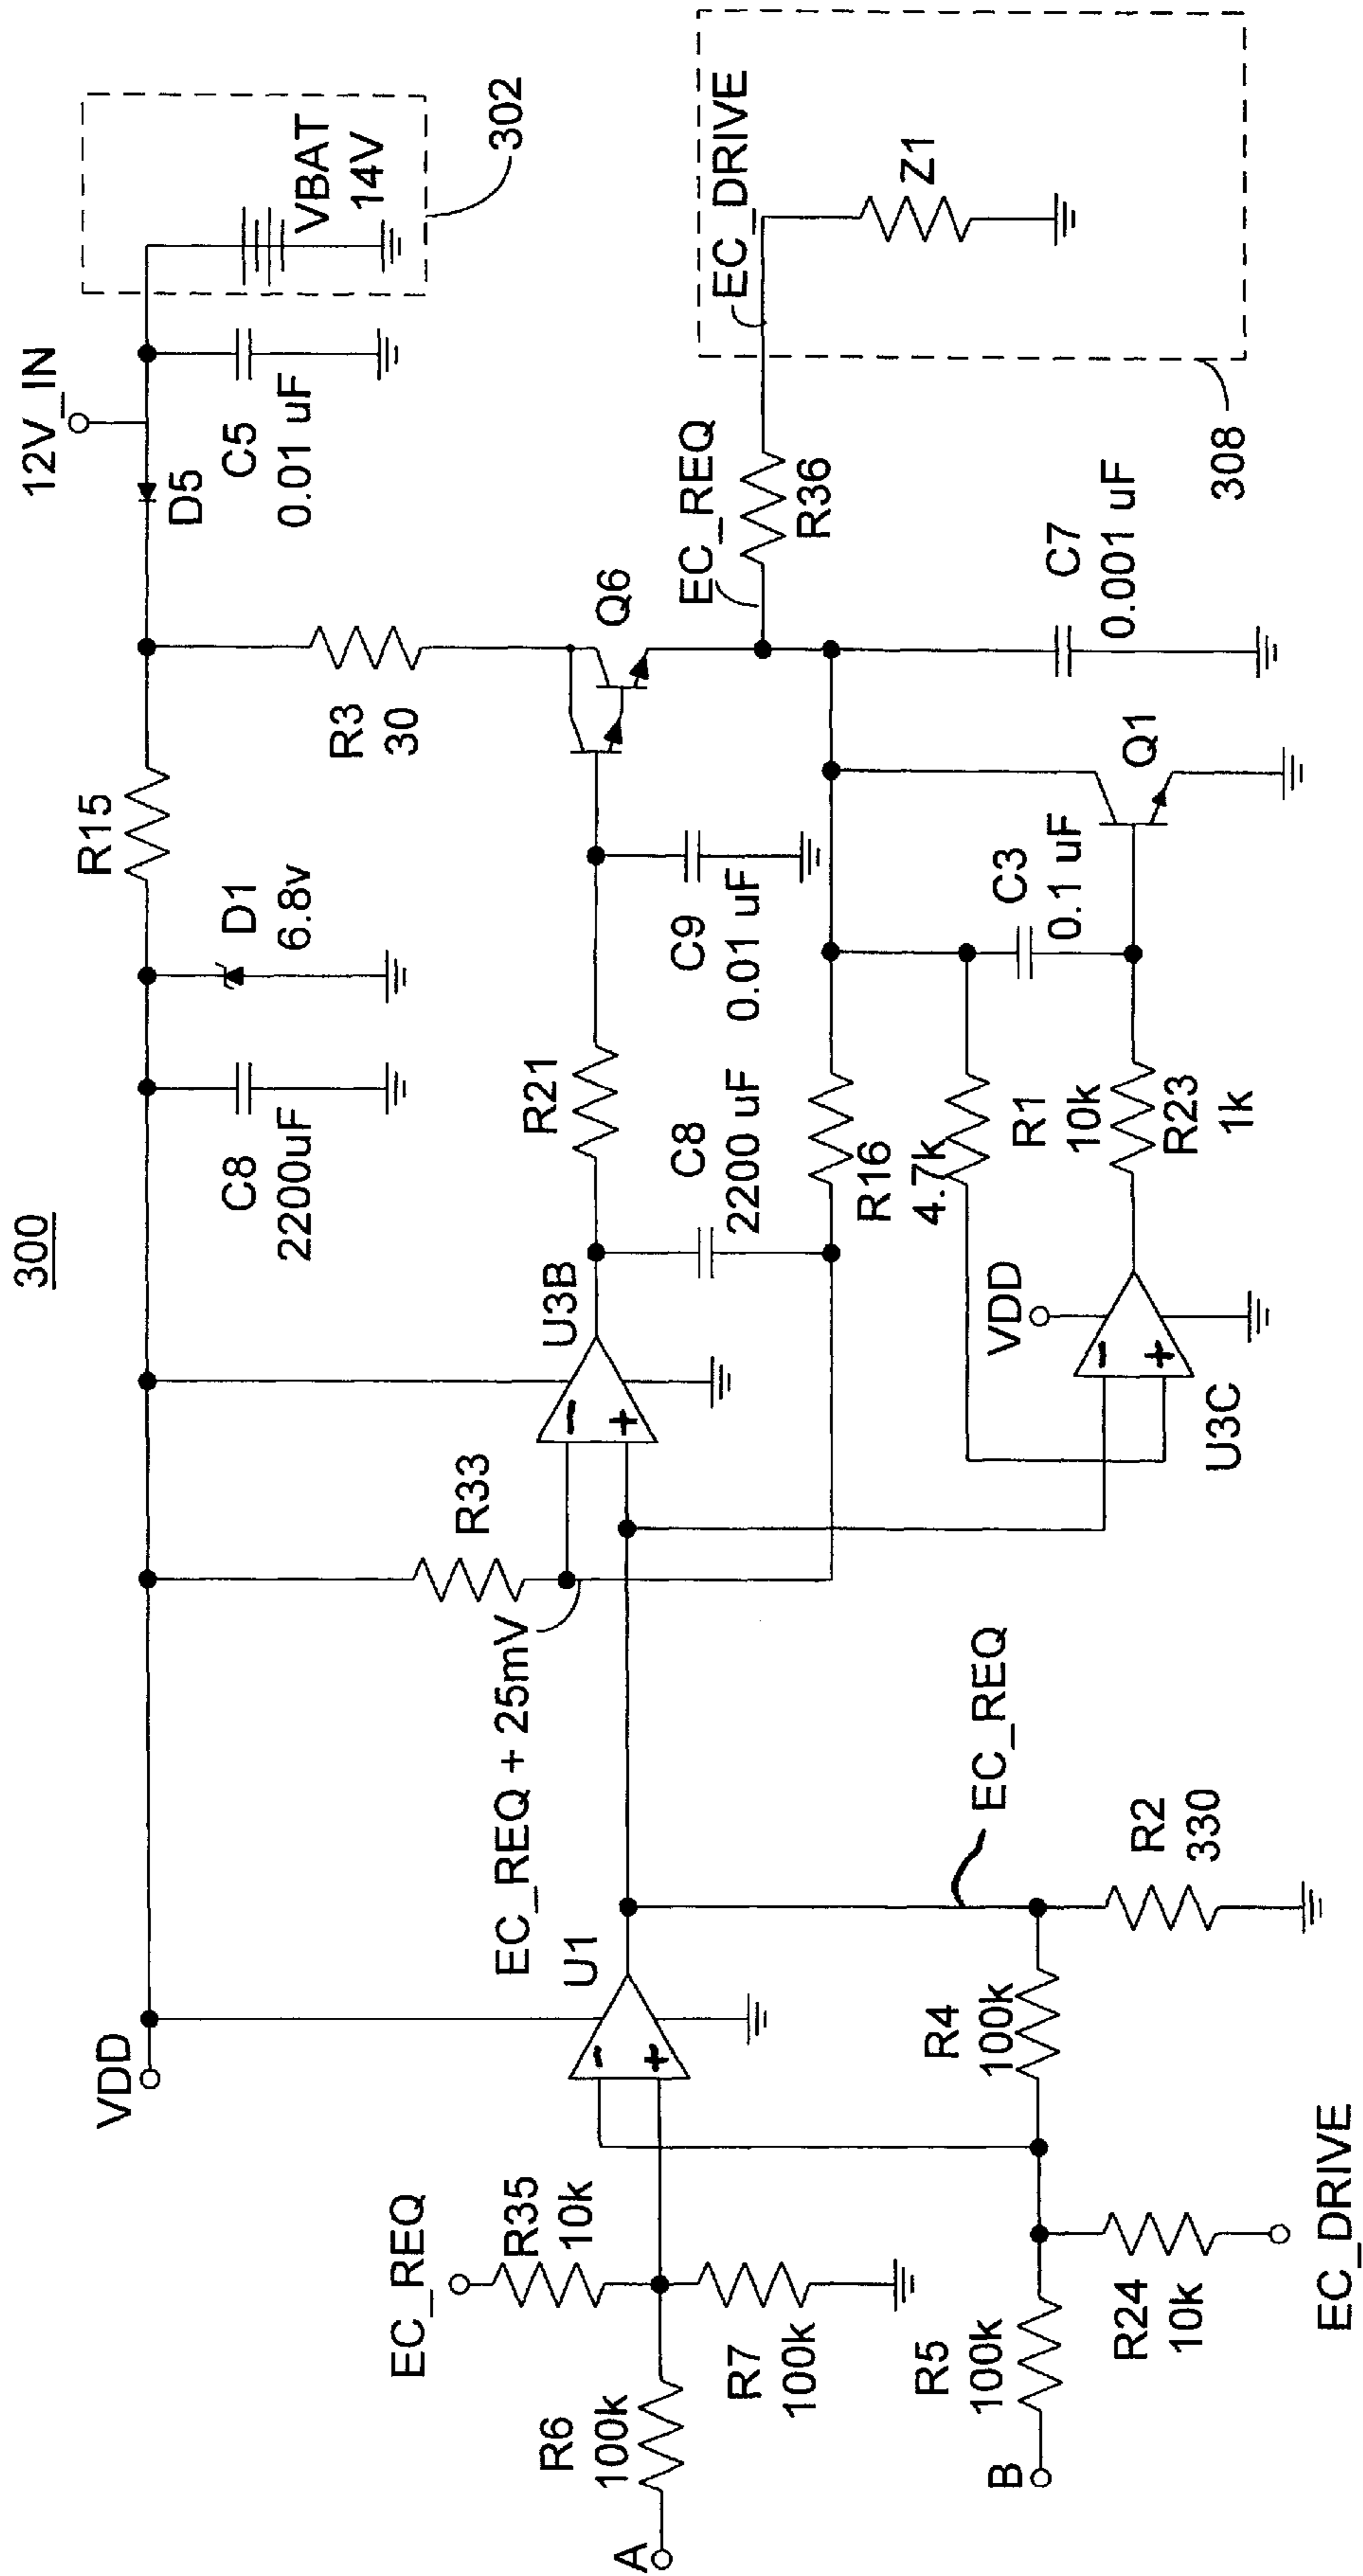 300
12V_IN
VBAT
14V
302
D5
C5
0.01 uF
R15
D1
6.8v
C8
2200uF
VDD
R3
30
Q6
EC_REQ
R36
EC_DRIVE
Z1
308
C7
0.001 uF
R21
C9
0.01 uF
C8
2200 uF
U3B
-
+
R33
EC_REQ + 25mV
R16
4.7k
R1
10k
R23
1k
C3
0.1 uF
Q1
VDD
-
+
U3C
U1
-
+
EC_REQ
R2
330
R4
100k
EC_REQ
R35
10k
R6
100k
A
R7
100k
R5
100k
B
R24
10k
EC_DRIVE